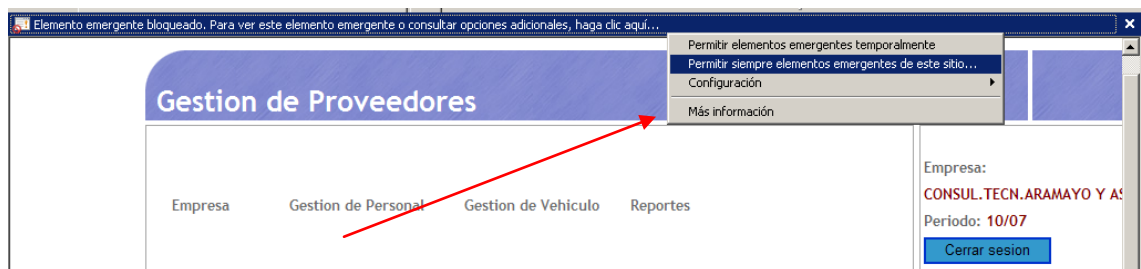 Elemento emergente bloqueado. Para ver este elemento emergente o consultar opciones adicionales, haga clic aquí...
Permitir elementos emergentes temporalmente
Permitir siempre elementos emergentes de este sitio...
Configuración
Más información
Gestion de Proveedores
Empresa Gestion de Personal Gestion de Vehiculo Reportes
Empresa:
CONSUL.TECN.ARAMAYO Y
Periodo: 10/07
Cerrar sesion